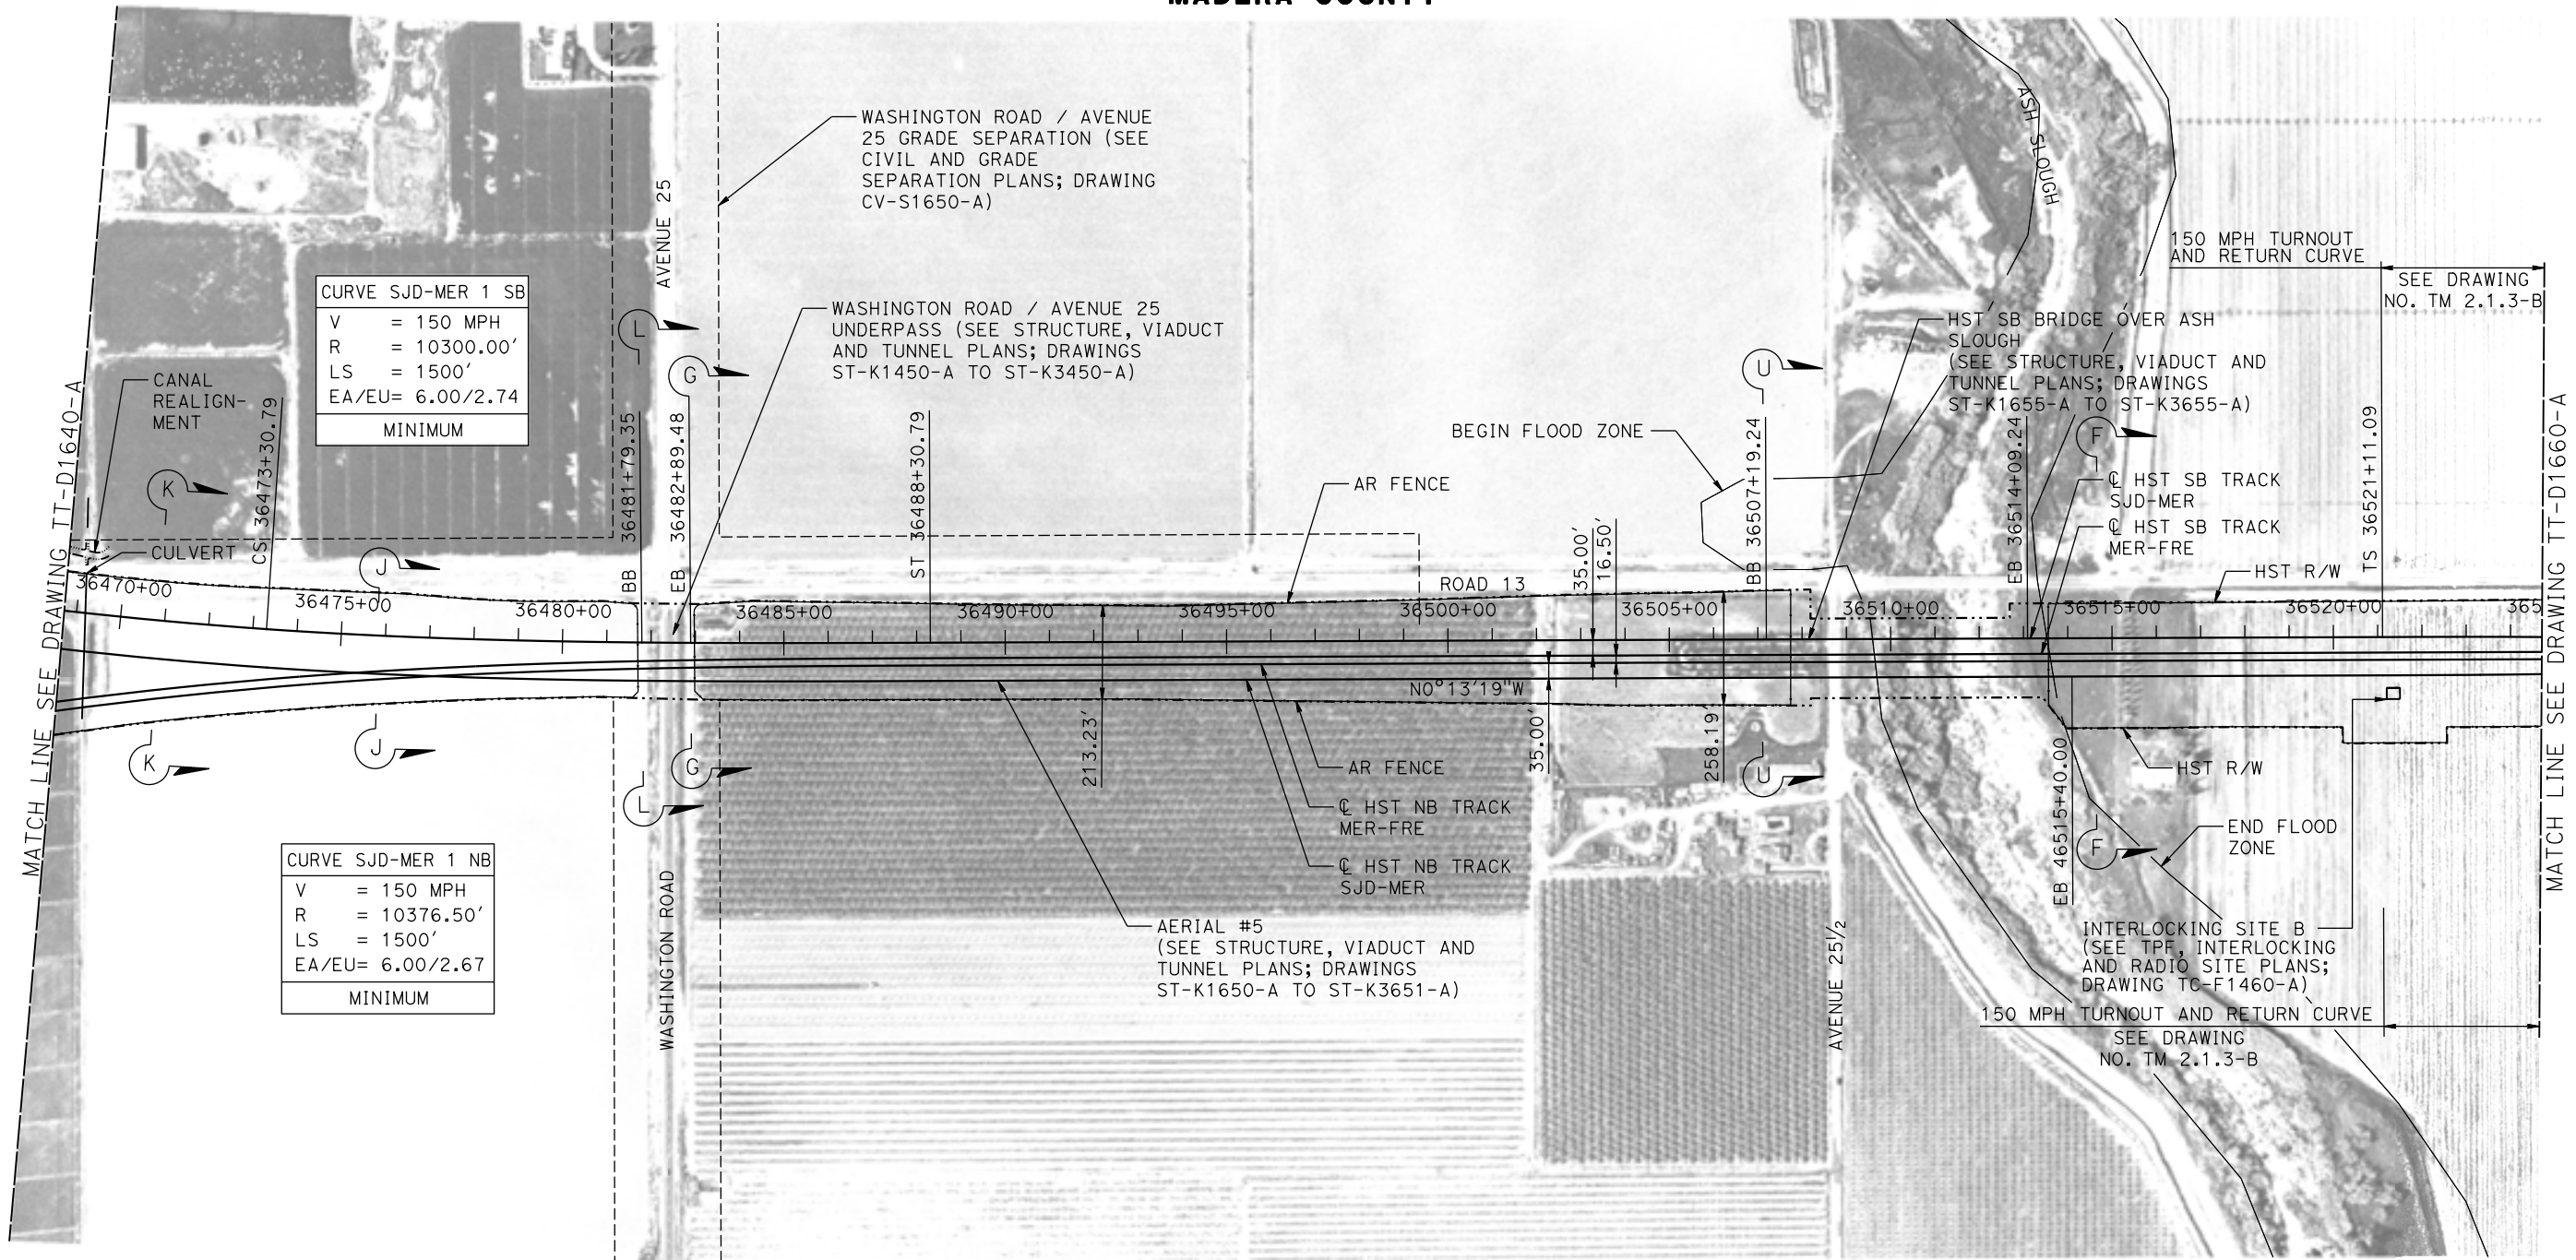 MADERA COUNTY
WASHINGTON ROAD / AVENUE
25 GRADE SEPARATION (SEE
CIVIL AND GRADE
SEPARATION PLANS; DRAWING
CV-S1650-A)
AVENUE 25
ASH SLOUGH
150 MPH TURNOUT
AND RETURN CURVE
SEE DRAWING
NO. TM 2.1.3-B
CURVE SJD-MER 1 SB
V = 150 MPH
R = 10300.00'
LS = 1500'
EA/EU= 6.00/2.74
MINIMUM
WASHINGTON ROAD / AVENUE 25
UNDERPASS (SEE STRUCTURE, VIADUCT
AND TUNNEL PLANS; DRAWINGS
ST-K1450-A TO ST-K3450-A)
HST SB BRIDGE OVER ASH
SLOUGH
(SEE STRUCTURE, VIADUCT AND
TUNNEL PLANS; DRAWINGS
ST-K1655-A TO ST-K3655-A)
L
G
U
F
CANAL
REALIGN-
MENT
K
CULVERT
J
CS 36473+30.79
BB 36481+79.35
EB 36482+89.48
ST 36488+30.79
BEGIN FLOOD ZONE
AR FENCE
35.00'
16.50'
BB 36507+19.24
EB 36514+09.24
TS 36521+11.09
℄ HST SB TRACK
SJD-MER
℄ HST SB TRACK
MER-FRE
HST R/W
ROAD 13
36470+00
36475+00
36480+00
36485+00
36490+00
36495+00
36500+00
36505+00
36510+00
36515+00
36520+00
365
MATCH LINE SEE DRAWING TT-D1640-A
MATCH LINE SEE DRAWING TT-D1660-A
N0°13'19"W
213.23'
35.00'
258.19'
K
J
L
G
U
F
AR FENCE
℄ HST NB TRACK
MER-FRE
℄ HST NB TRACK
SJD-MER
HST R/W
EB 46515+40.00
END FLOOD
ZONE
CURVE SJD-MER 1 NB
V = 150 MPH
R = 10376.50'
LS = 1500'
EA/EU= 6.00/2.67
MINIMUM
WASHINGTON ROAD
AERIAL #5
(SEE STRUCTURE, VIADUCT AND
TUNNEL PLANS; DRAWINGS
ST-K1650-A TO ST-K3651-A)
AVENUE 25½
INTERLOCKING SITE B
(SEE TPF, INTERLOCKING
AND RADIO SITE PLANS;
DRAWING TC-F1460-A)
150 MPH TURNOUT AND RETURN CURVE
SEE DRAWING
NO. TM 2.1.3-B